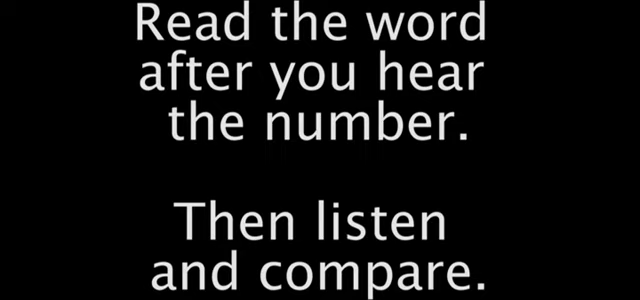 Read the word
after you hear
the number.
Then listen
and compare.